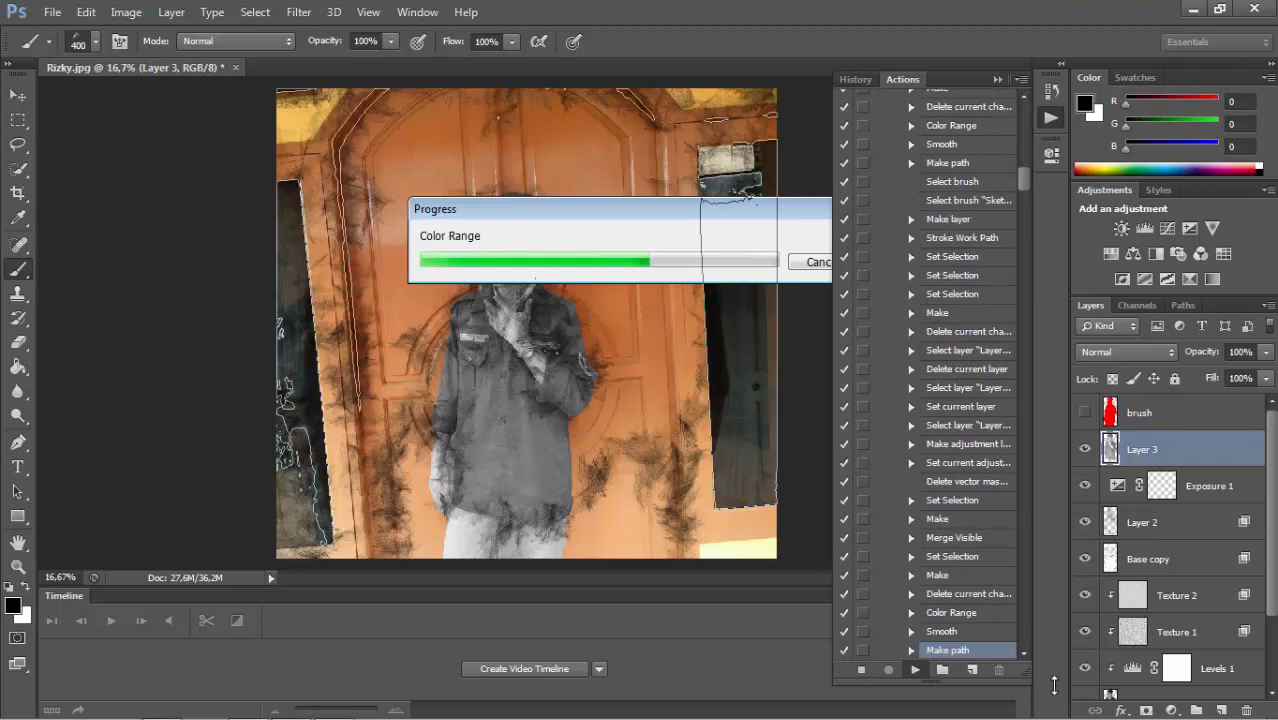 Ps File Edit Image Layer Type Select Filter 3D View Window Help
400 Mode: Normal Opacity: 100% Flow: 100% Essentials
Rizky.jpg @ 16,7% (Layer 3, RGB/8) * ×
History Actions
Delete current cha...
Color Range
Smooth
Make path
Select brush
Select brush "Sket...
Make layer
Stroke Work Path
Set Selection
Set Selection
Set Selection
Make
Delete current cha...
Select layer "Layer...
Delete current layer
Select layer "Layer...
Set current layer
Select layer "Layer...
Make adjustment l...
Set current adjust...
Delete vector mas...
Set Selection
Make
Merge Visible
Set Selection
Make
Delete current cha...
Color Range
Smooth
Make path
Progress
Color Range
Canc
Color Swatches
R 0
G 0
B 0
Adjustments Styles
Add an adjustment
Layers Channels Paths
Kind
Normal Opacity: 100%
Lock: Fill: 100%
brush
Layer 3
Exposure 1
Layer 2
Base copy
Texture 2
Texture 1
Levels 1
fx
16,67% Doc: 27,6M/36,2M
Timeline
Create Video Timeline